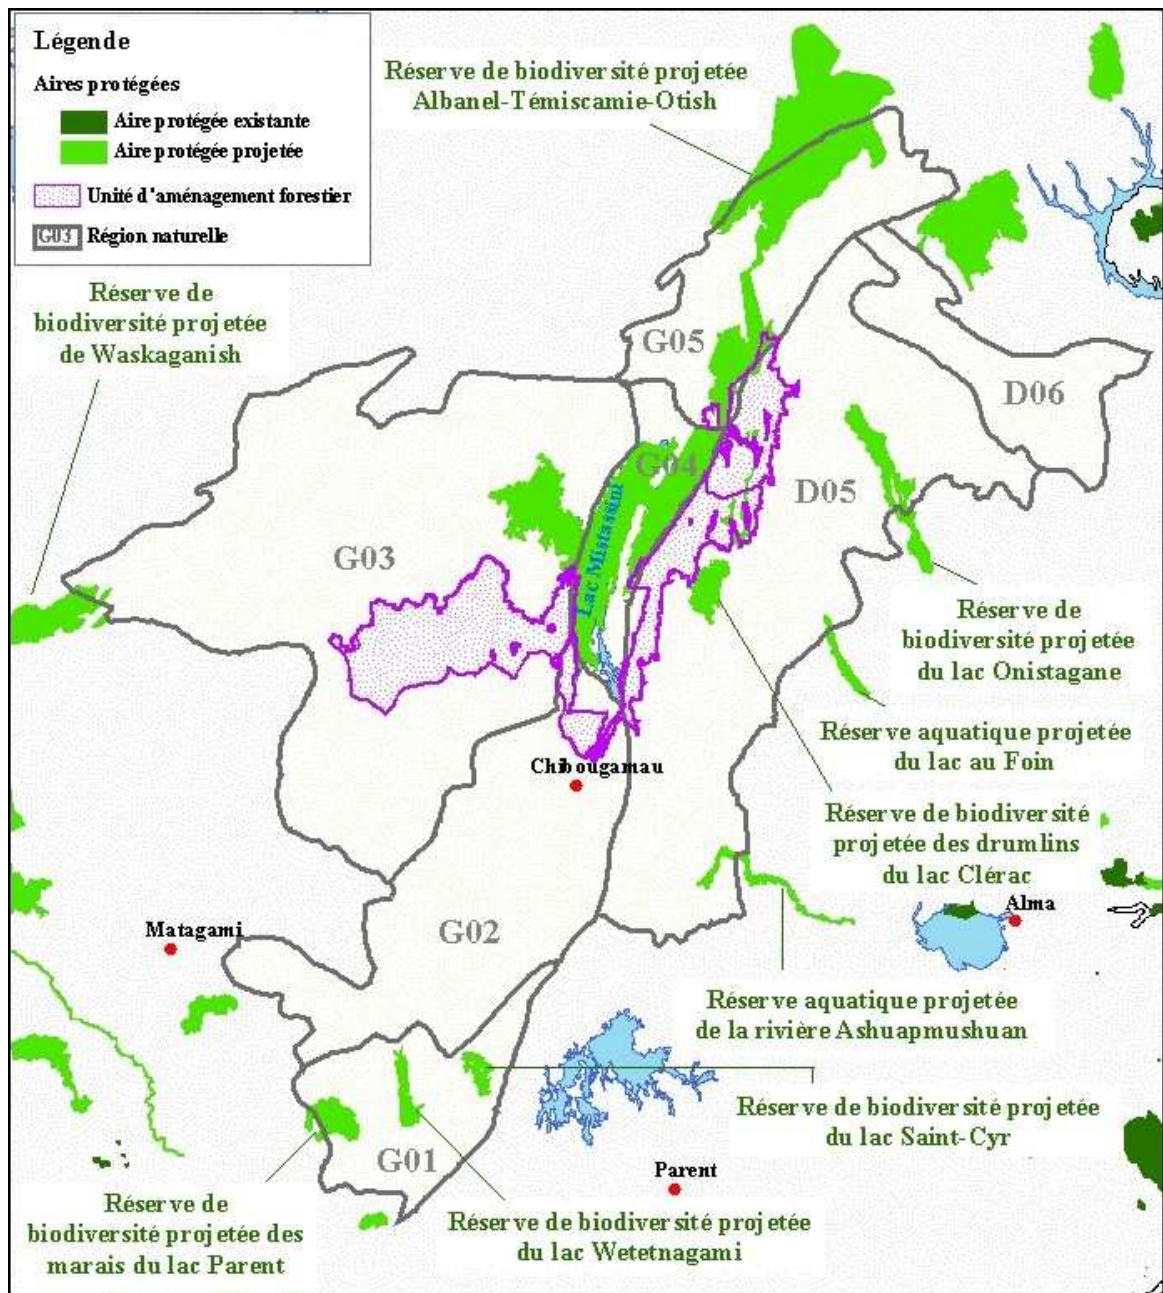 Légende
Aires protégées
Aire protégée existante
Aire protégée projetée
Unité d'aménagement forestier
G03 Région naturelle
Réserve de biodiversité projetée
Albanel-Témiscamie-Otish
Réserve de
biodiversité projetée
de Waskaganish
G05
D06
G04
D05
Lac Mistassini
G03
Réserve de
biodiversité projetée
du lac Onistagane
Réserve aquatique projetée
du lac au Foin
Chibougamau
Réserve de biodiversité
projetée des drumlins
du lac Clérac
Alma
Matagami
G02
Réserve aquatique projetée
de la rivière Ashuapmushuan
Réserve de biodiversité projetée
du lac Saint-Cyr
G01
Parent
Réserve de
biodiversité projetée des
marais du lac Parent
Réserve de biodiversité projetée
du lac Wetetnagami